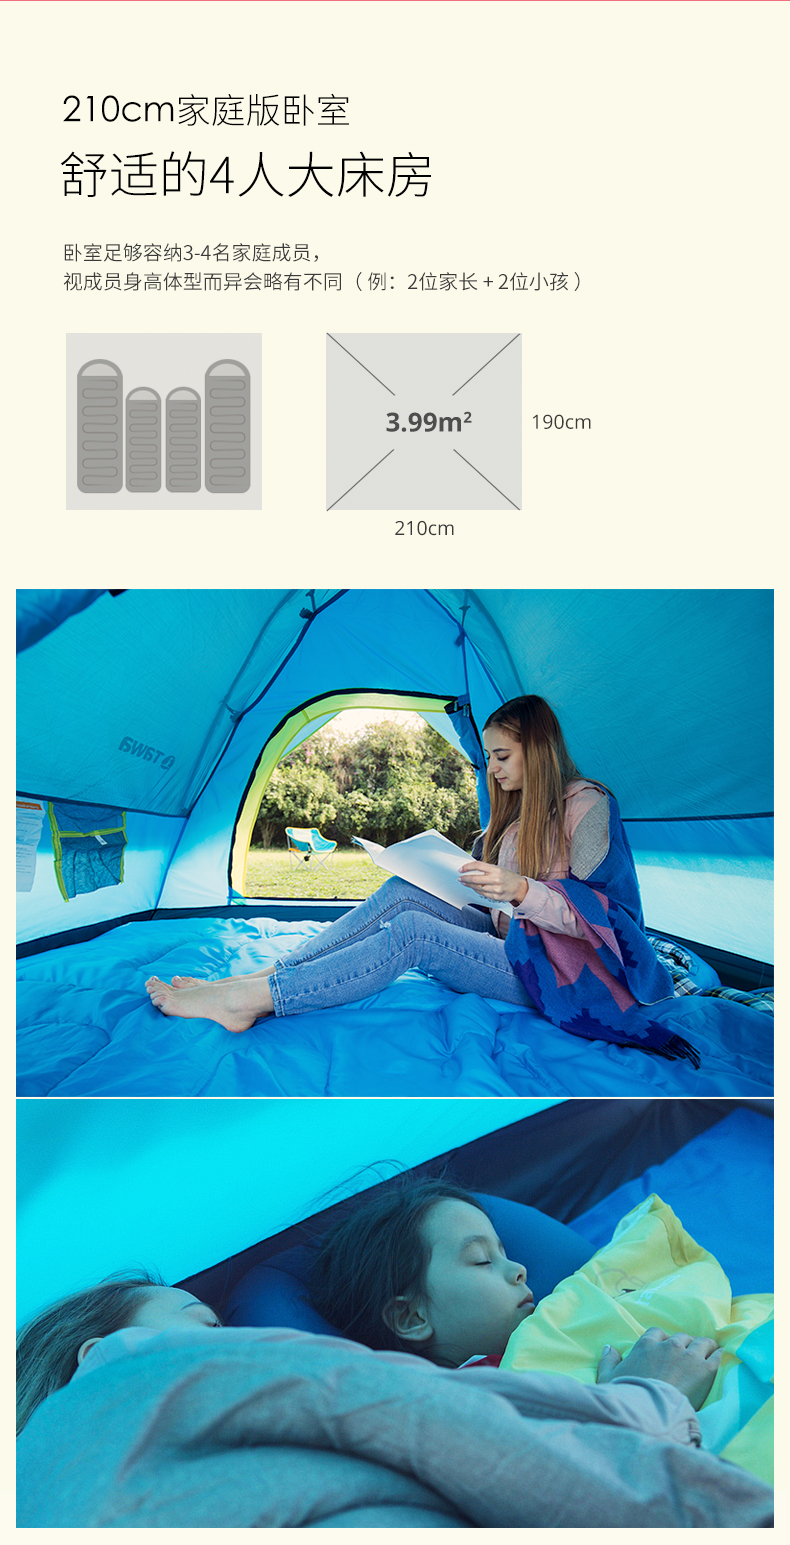 210cm家庭版卧室
舒适的4人大床房
卧室足够容纳3-4名家庭成员，
视成员身高体型而异会略有不同（ 例：2位家长 + 2位小孩 ）
3.99m²
190cm
210cm
TAWA